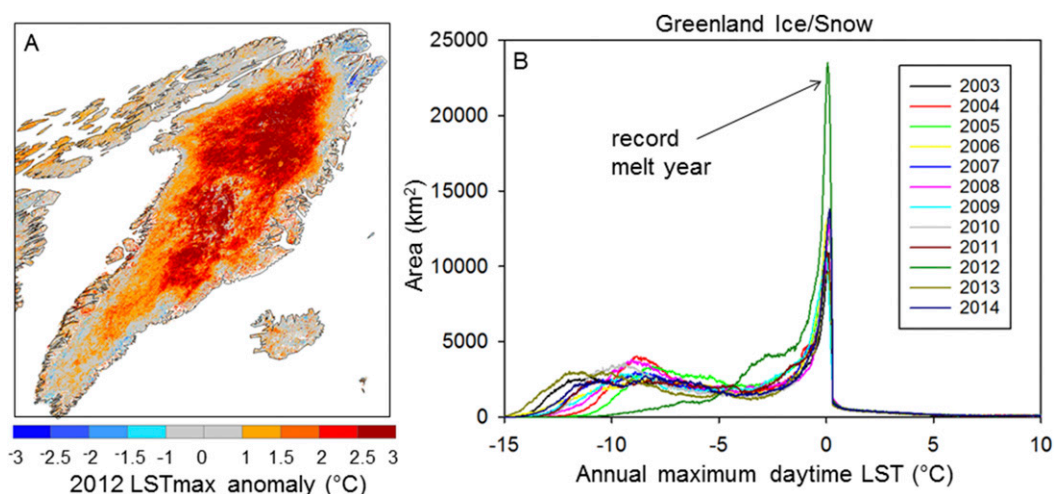 A
-3 -2.5 -2 -1.5 -1 0 1 1.5 2 2.5 3
2012 LSTmax anomaly (°C)
Greenland Ice/Snow
B
25000
20000
15000
10000
5000
0
Area (km²)
record
melt year
2003
2004
2005
2006
2007
2008
2009
2010
2011
2012
2013
2014
-15 -10 -5 0 5 10
Annual maximum daytime LST (°C)